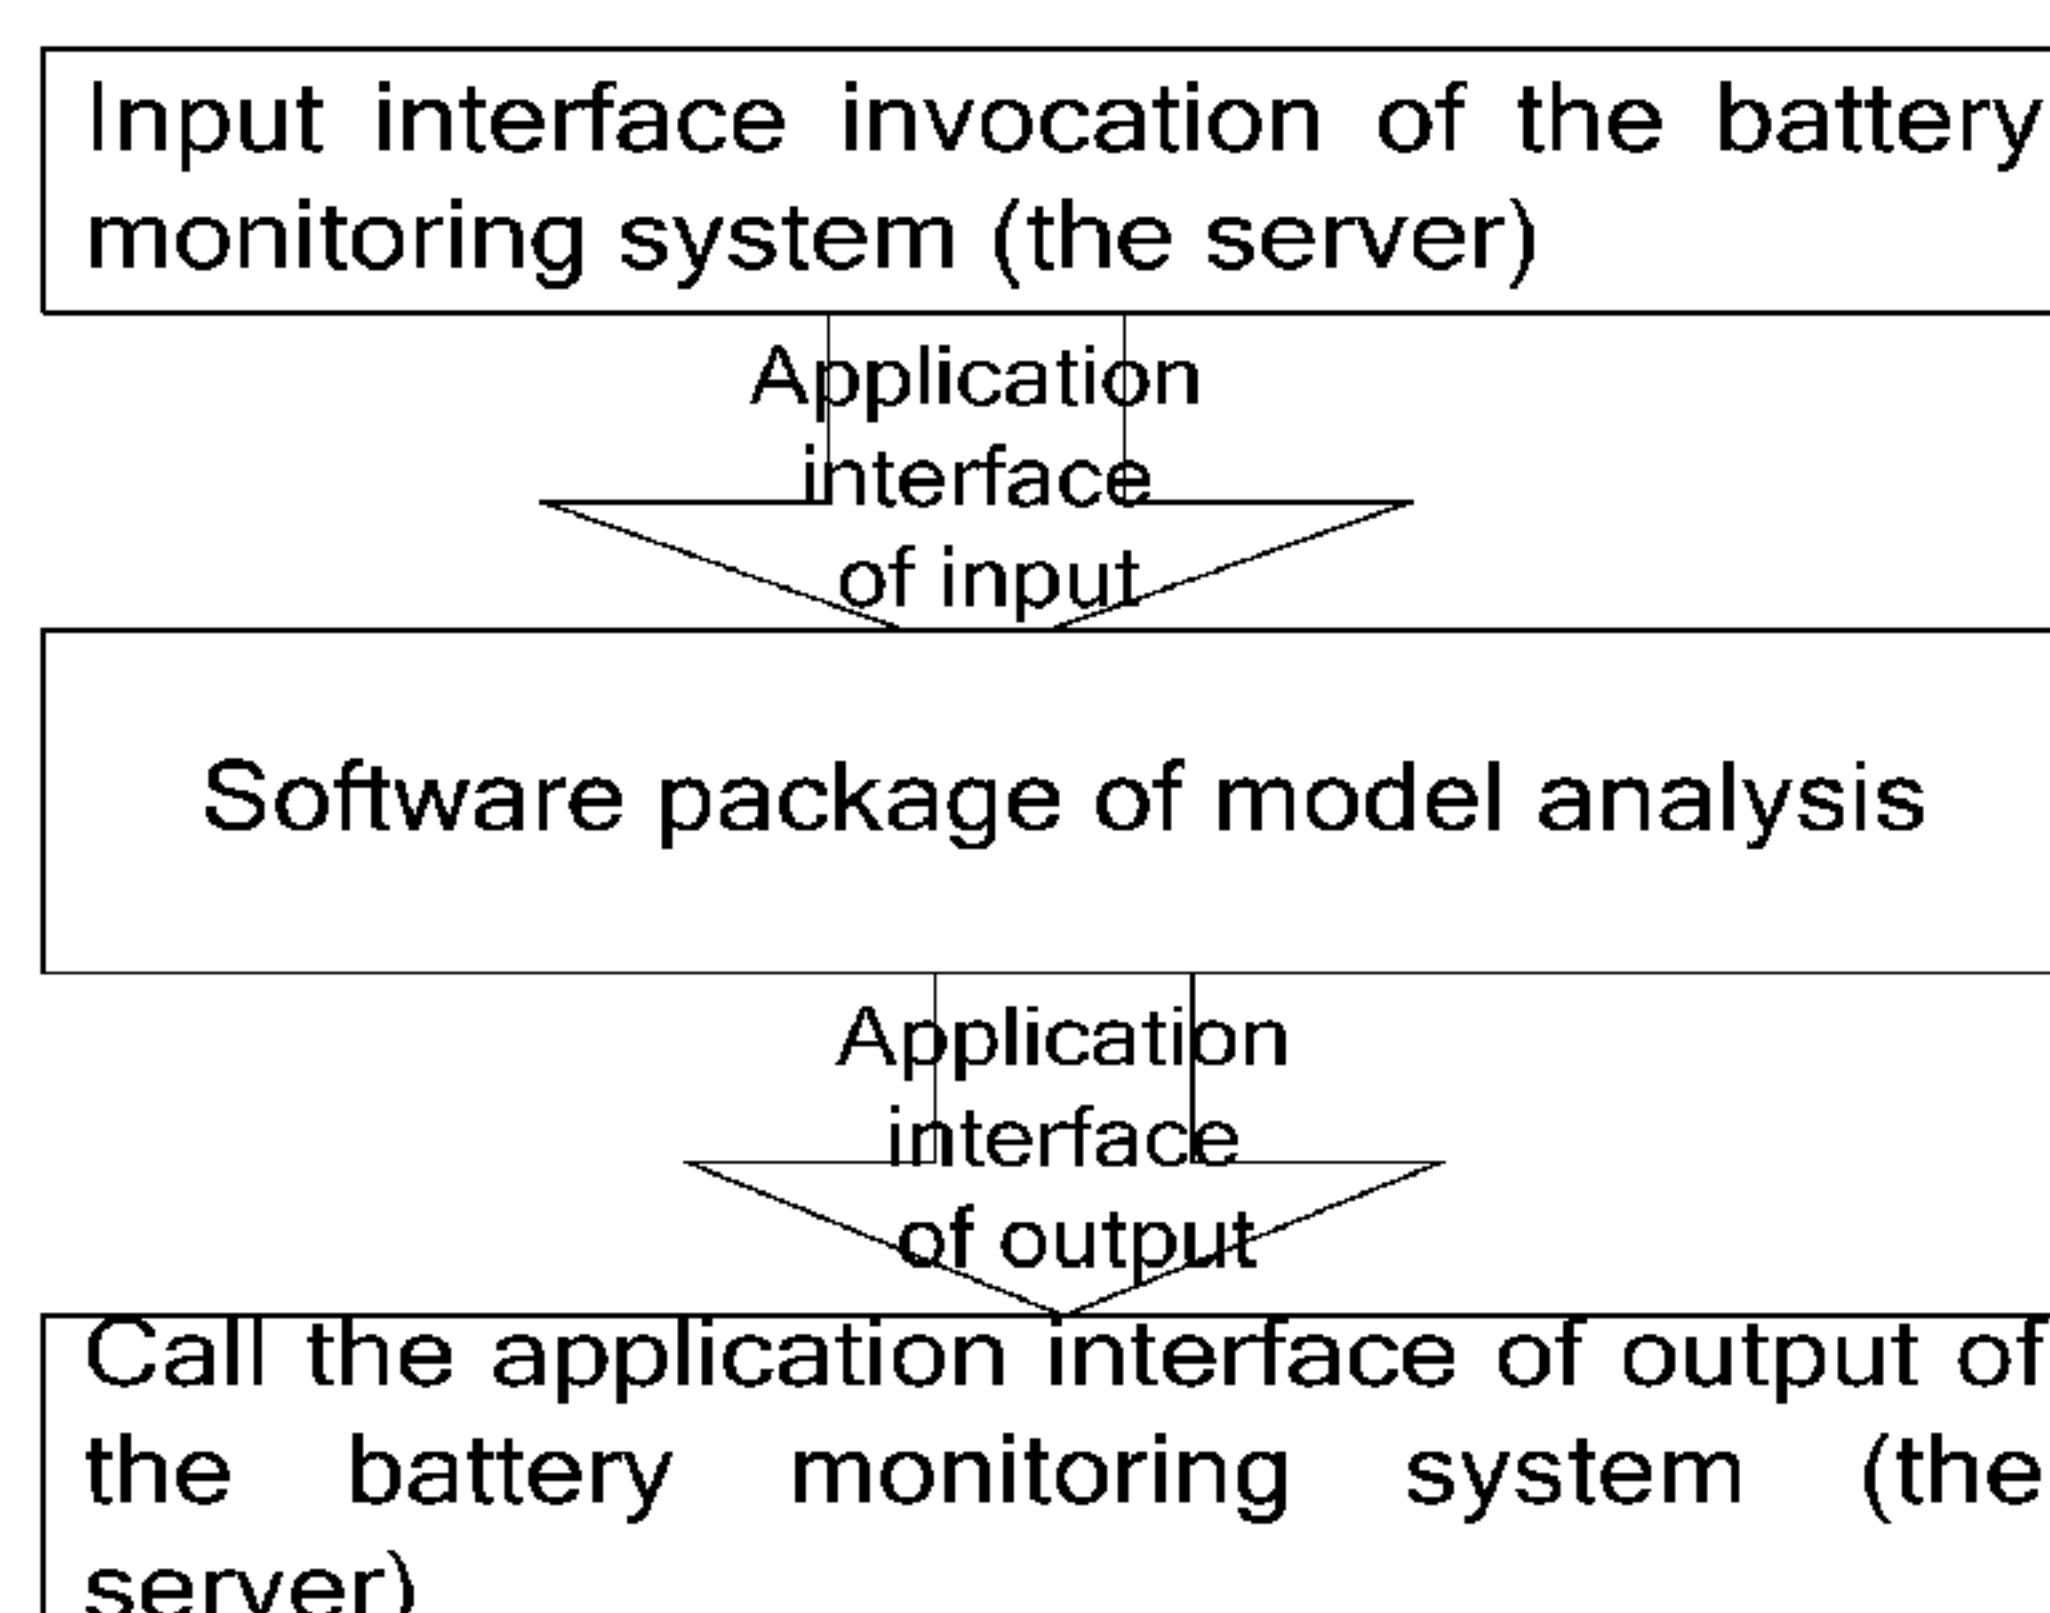 Input interface invocation of the battery
monitoring system (the server)
Application
interface
of input
Software package of model analysis
Application
interface
of output
Call the application interface of output of
the battery monitoring system (the
server)